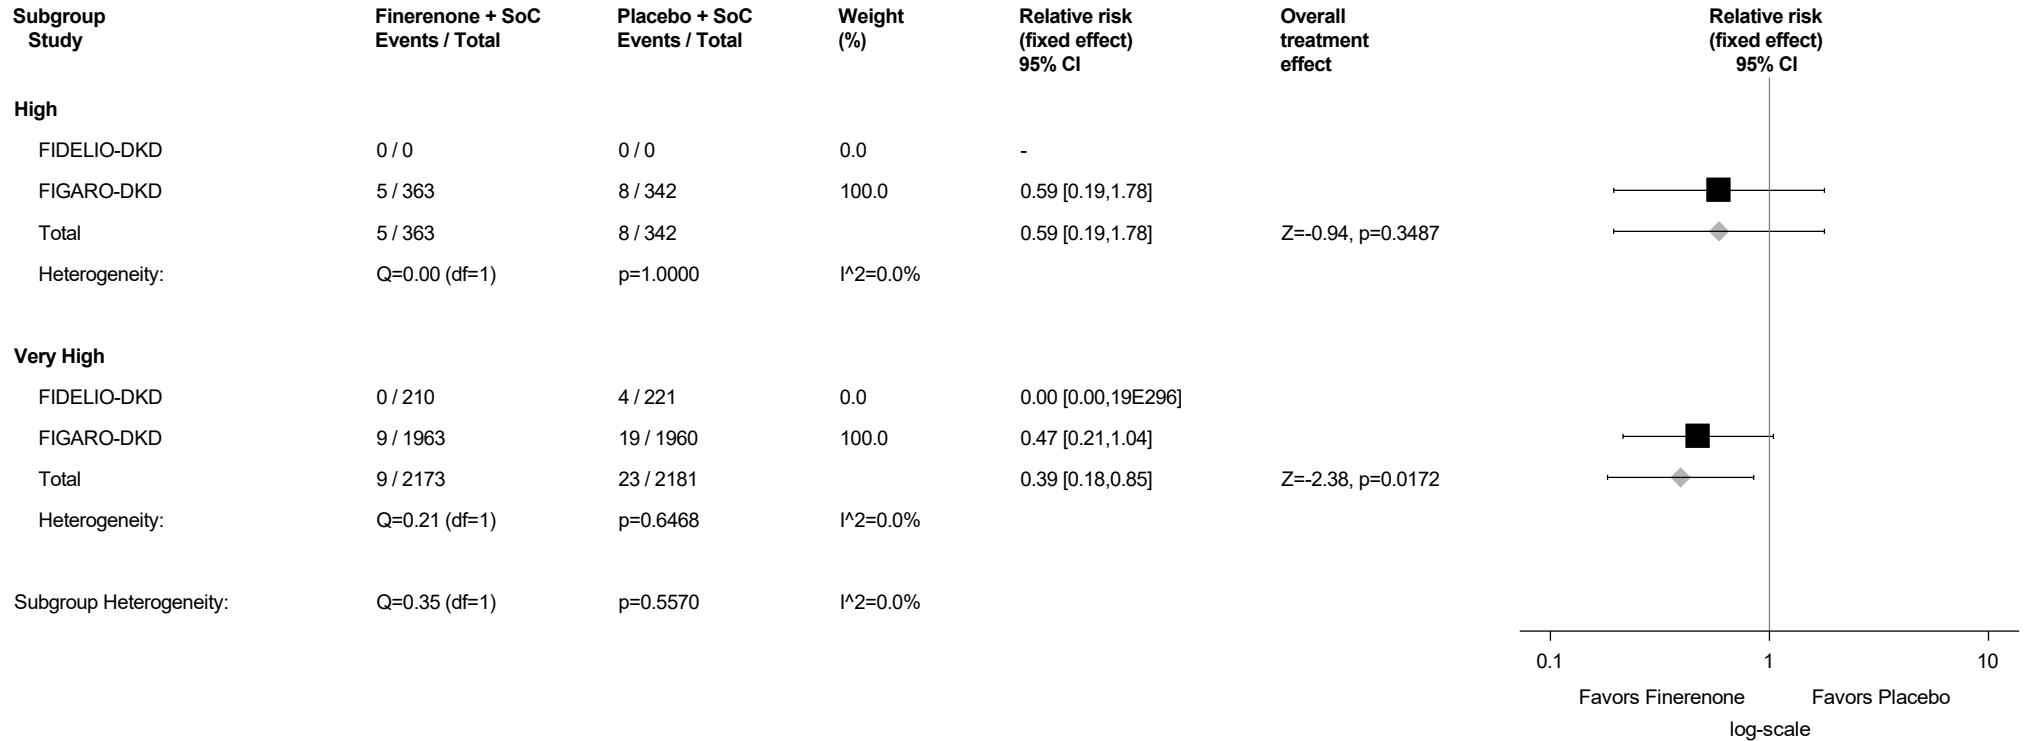 Subgroup Finerenone + SoC Placebo + SoC Weight Relative risk Overall Relative risk
Study Events / Total Events / Total (%) (fixed effect) treatment (fixed effect)
95% CI effect 95% CI
High
FIDELIO-DKD 0 / 0 0 / 0 0.0 -
FIGARO-DKD 5 / 363 8 / 342 100.0 0.59 [0.19,1.78]
Total 5 / 363 8 / 342 0.59 [0.19,1.78] Z=-0.94, p=0.3487
Heterogeneity: Q=0.00 (df=1) p=1.0000 I^2=0.0%
Very High
FIDELIO-DKD 0 / 210 4 / 221 0.0 0.00 [0.00,19E296]
FIGARO-DKD 9 / 1963 19 / 1960 100.0 0.47 [0.21,1.04]
Total 9 / 2173 23 / 2181 0.39 [0.18,0.85] Z=-2.38, p=0.0172
Heterogeneity: Q=0.21 (df=1) p=0.6468 I^2=0.0%
Subgroup Heterogeneity: Q=0.35 (df=1) p=0.5570 I^2=0.0%
0.1 1 10
Favors Finerenone Favors Placebo
log-scale